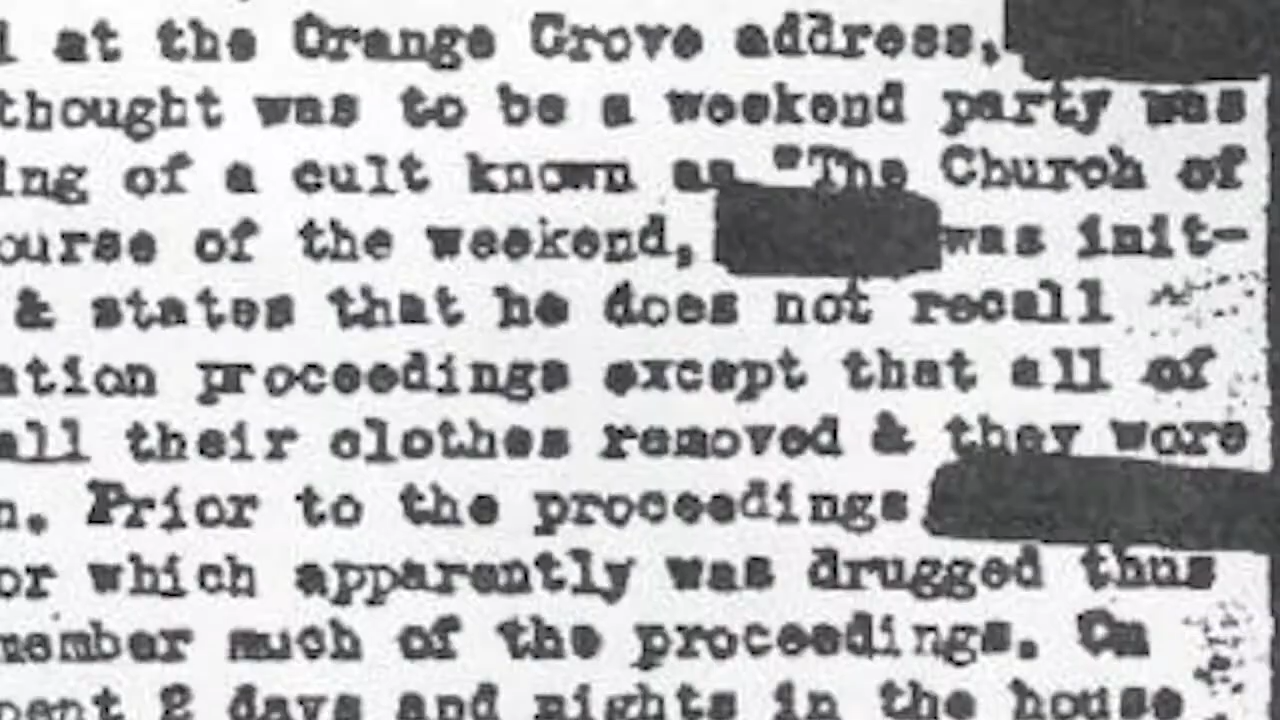 at the Orange Grove address,
thought was to be a weekend party was
ing of a cult known as "The Church of
ourse of the weekend, was init-
& states that he does not recall
ation proceedings except that all of
all their clothes removed & they wore
n. Prior to the proceedings
or which apparently was drugged thus
member much of the proceedings. On
pent 2 days and nights in the house